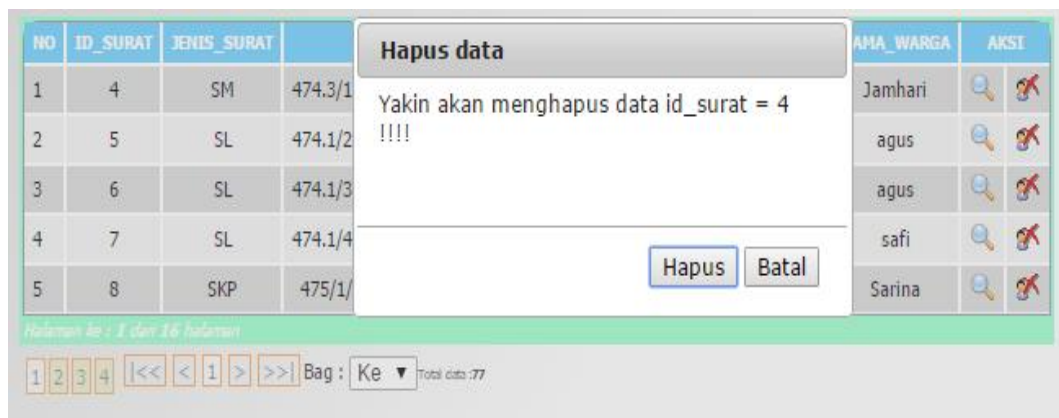 NO ID_SURAT JENIS_SURAT AMA_WARGA AKSI
Hapus data
Yakin akan menghapus data id_surat = 4
!!!!
Hapus Batal
1 4 SM 474.3/1 Jamhari
2 5 SL 474.1/2 agus
3 6 SL 474.1/3 agus
4 7 SL 474.1/4 safi
5 8 SKP 475/1/ Sarina
Halaman ke : 1 dari 16 halaman
1 2 3 4 |<< < 1 > >>| Bag : Ke ▼ Total data :77